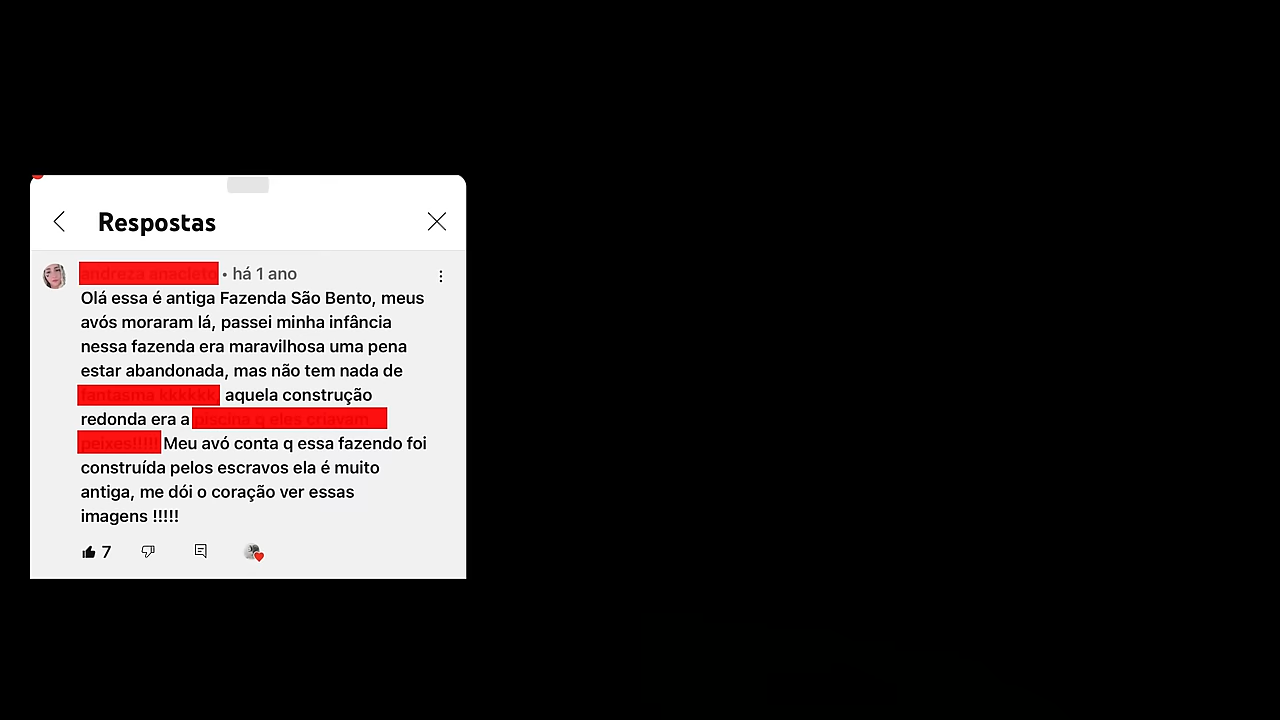 Respostas
• há 1 ano
Olá essa é antiga Fazenda São Bento, meus
avós moraram lá, passei minha infância
nessa fazenda era maravilhosa uma pena
estar abandonada, mas não tem nada de
fantasma kkkkkk, aquela construção
redonda era a piscina q eles criavam
peixes!!!!! Meu avó conta q essa fazendo foi
construída pelos escravos ela é muito
antiga, me dói o coração ver essas
imagens !!!!!
7